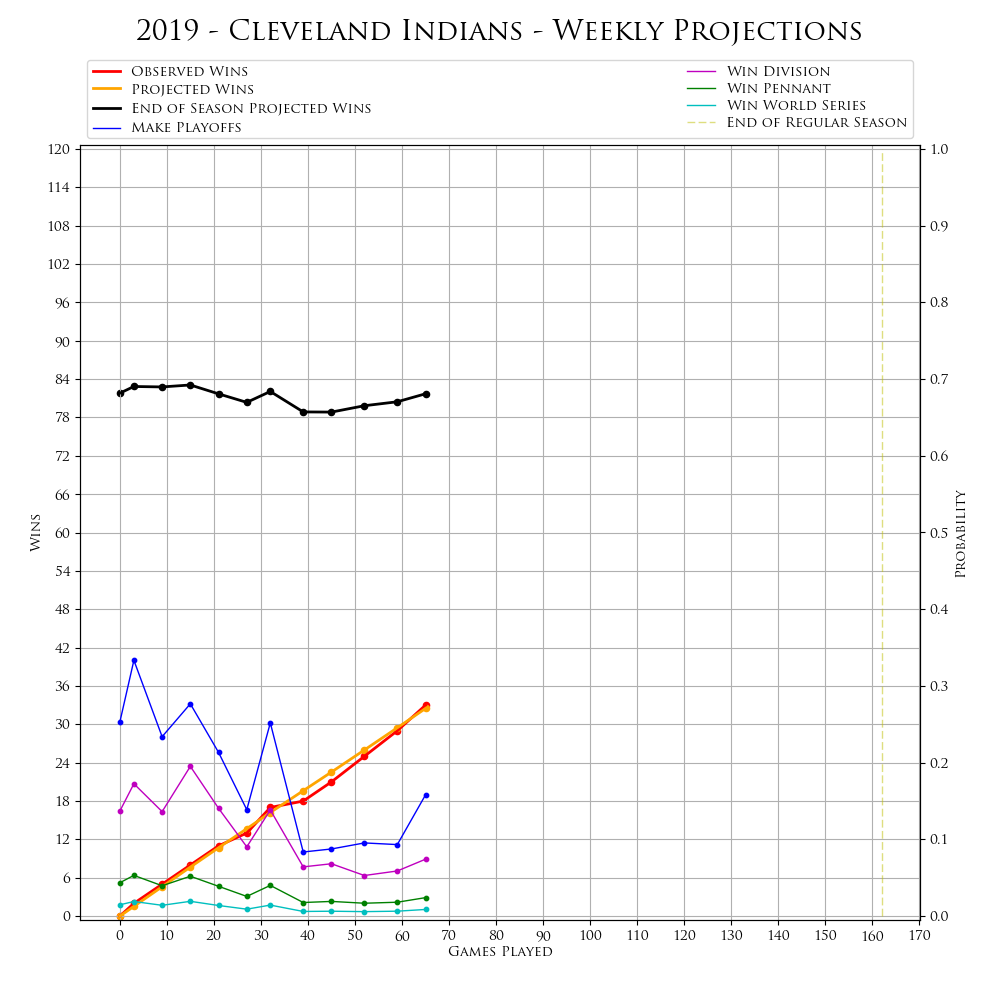 2019 - Cleveland Indians - Weekly Projections
Observed Wins
Projected Wins
End of Season Projected Wins
Make Playoffs
Win Division
Win Pennant
Win World Series
End of Regular Season
120
114
108
102
96
90
84
78
72
66
60
54
48
42
36
30
24
18
12
6
0
Wins
1.0
0.9
0.8
0.7
0.6
0.5
0.4
0.3
0.2
0.1
0.0
Probability
0 10 20 30 40 50 60 70 80 90 100 110 120 130 140 150 160 170
Games Played